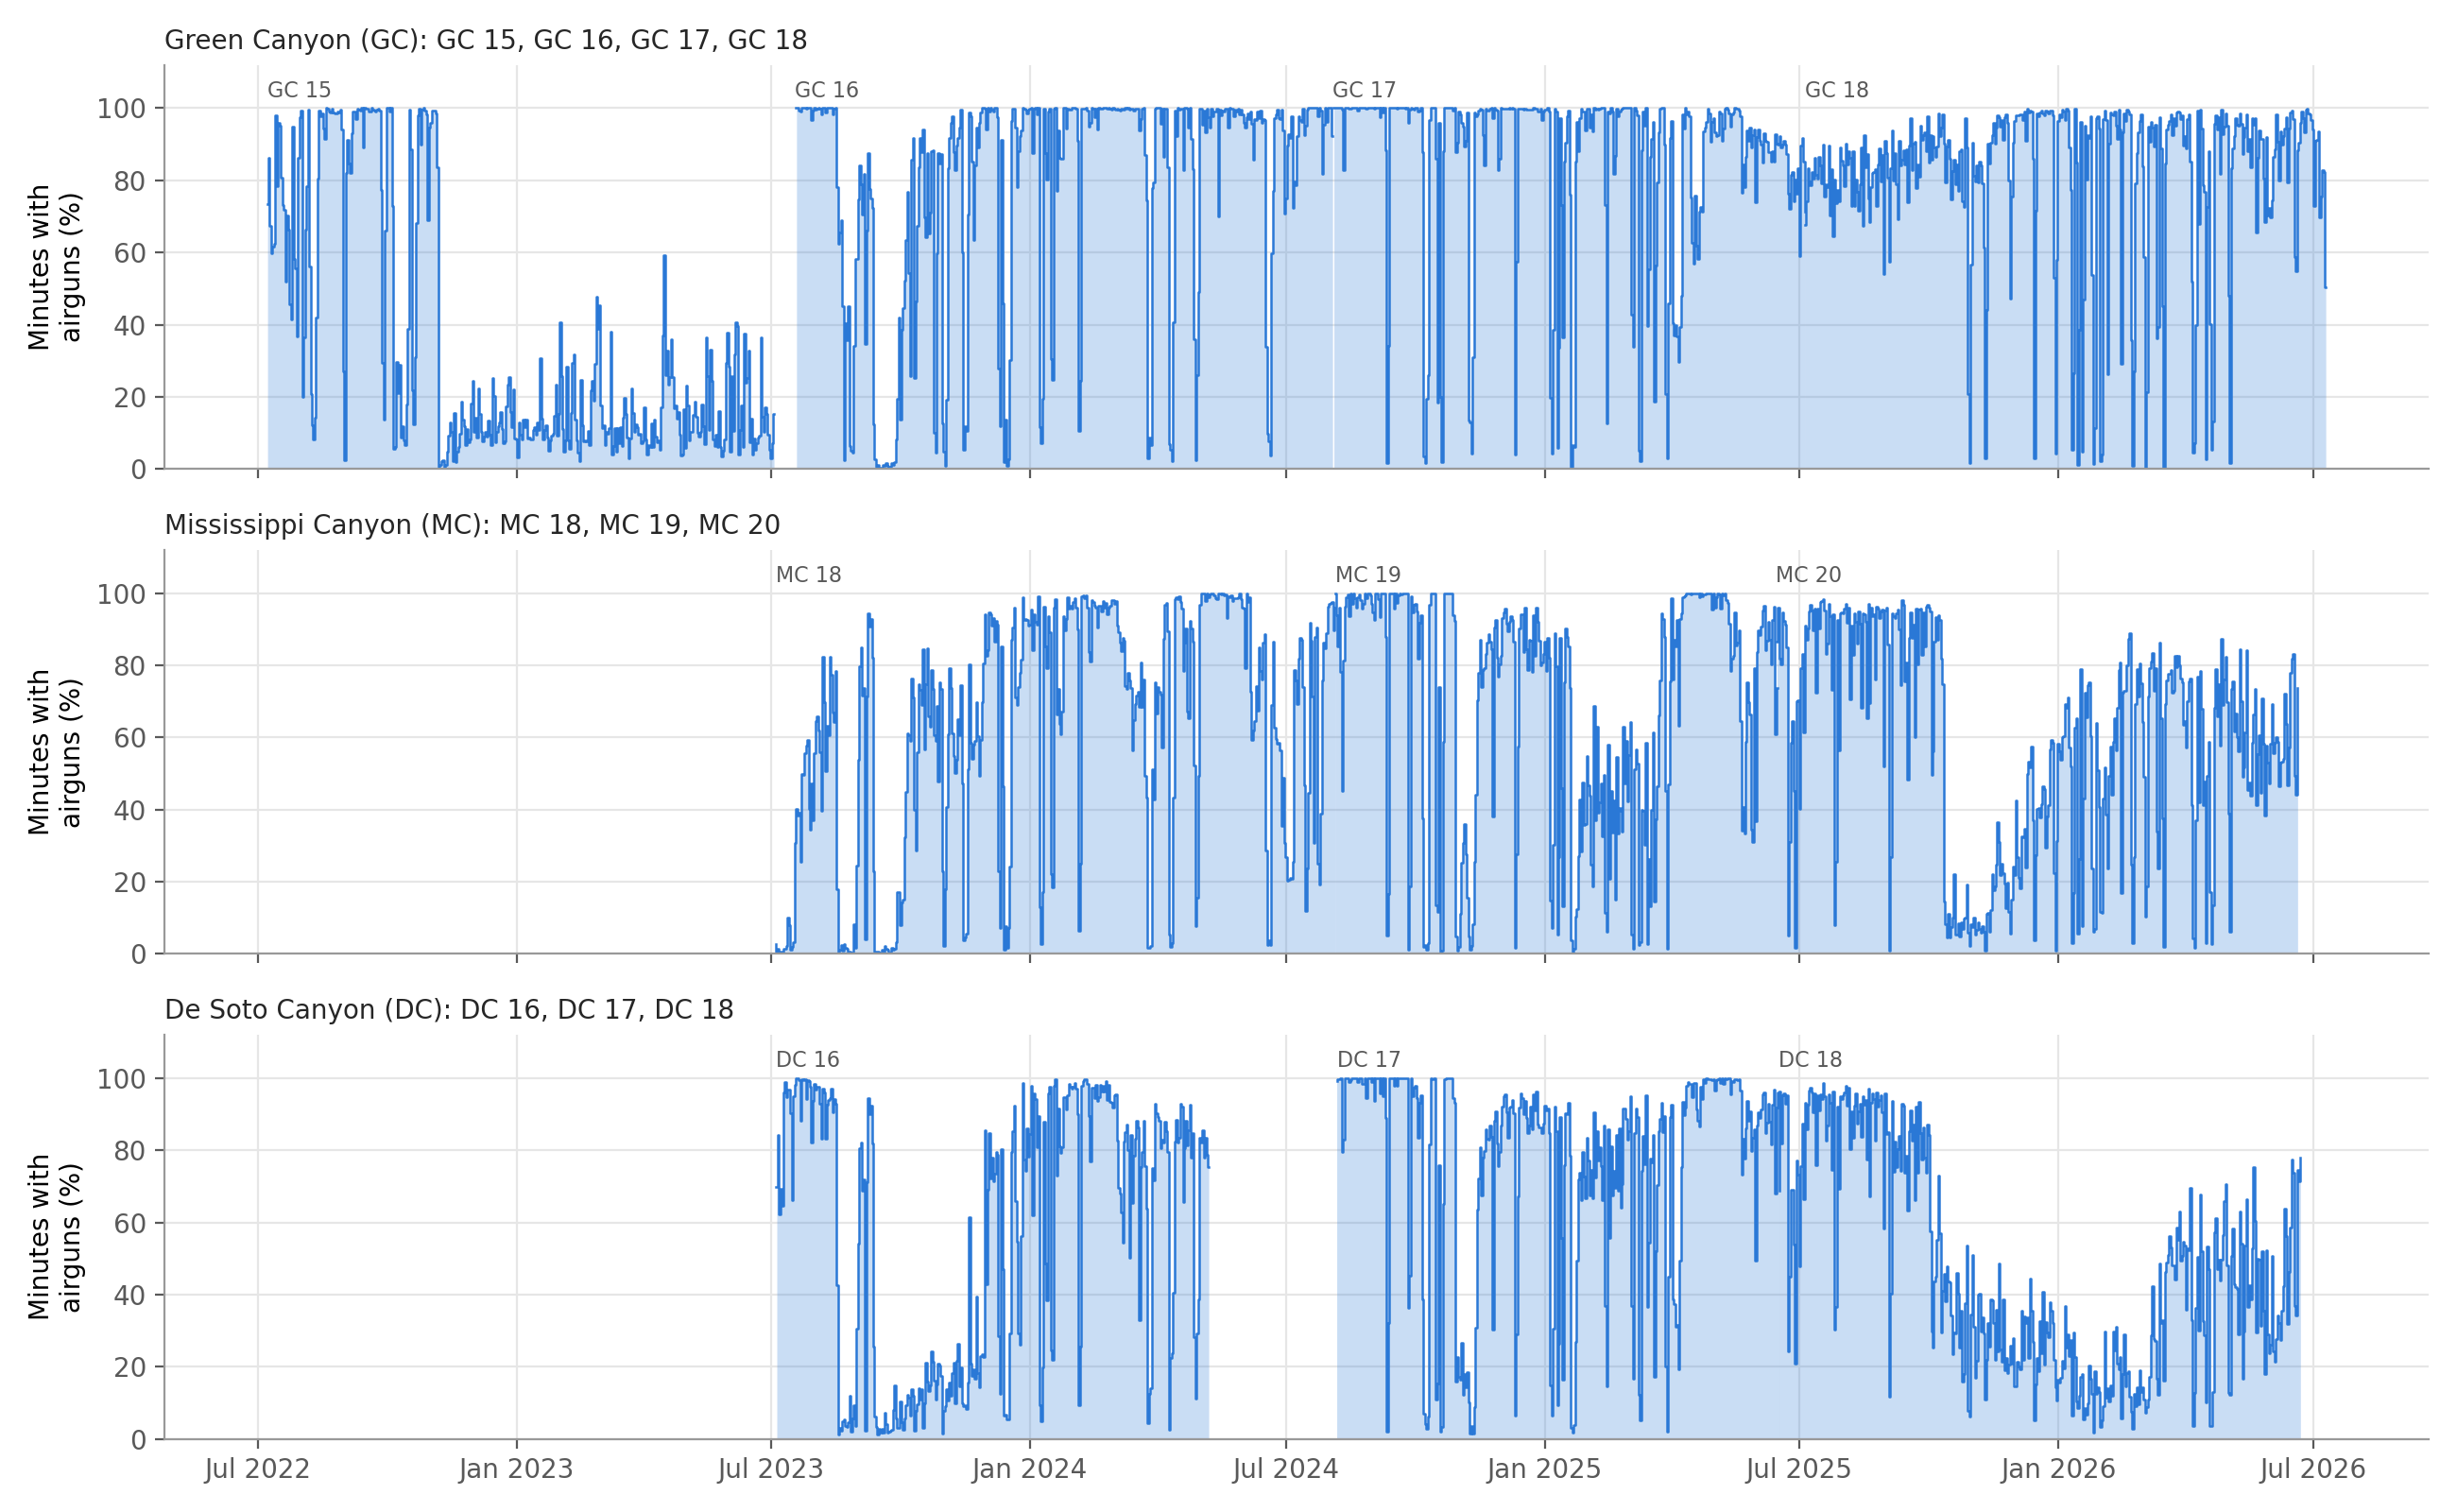 Green Canyon (GC): GC 15, GC 16, GC 17, GC 18
GC 15
GC 16
GC 17
GC 18
Minutes with
airguns (%)
100
80
60
40
20
0
Mississippi Canyon (MC): MC 18, MC 19, MC 20
MC 18
MC 19
MC 20
Minutes with
airguns (%)
100
80
60
40
20
0
De Soto Canyon (DC): DC 16, DC 17, DC 18
DC 16
DC 17
DC 18
Minutes with
airguns (%)
100
80
60
40
20
0
Jul 2022
Jan 2023
Jul 2023
Jan 2024
Jul 2024
Jan 2025
Jul 2025
Jan 2026
Jul 2026